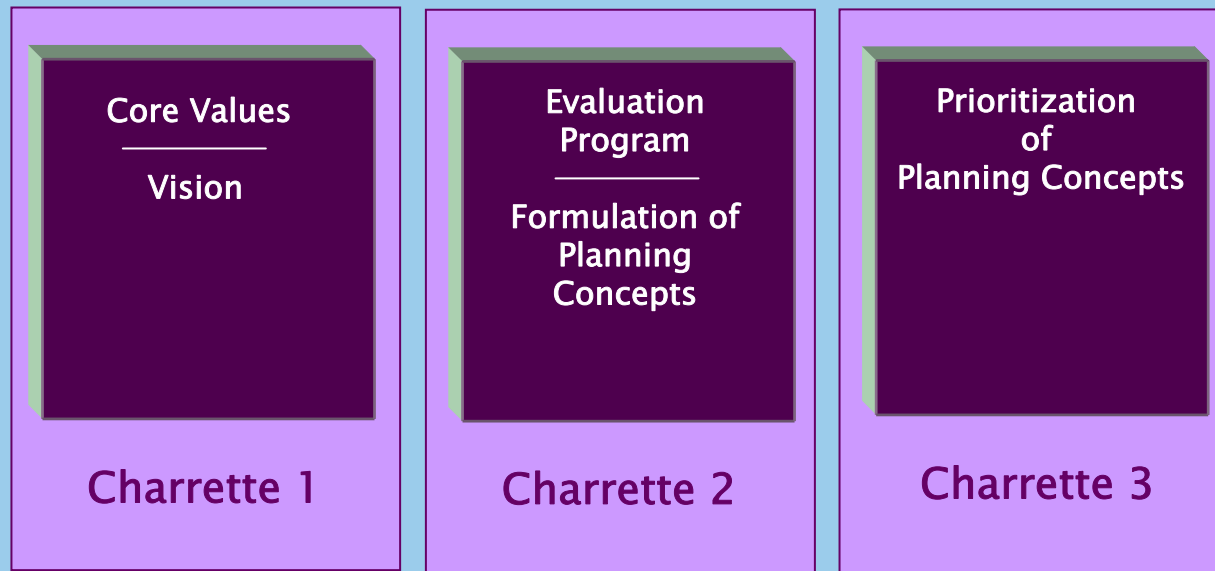 Core Values
Vision
Charrette 1
Evaluation
Program
Formulation of
Planning
Concepts
Charrette 2
Prioritization
of
Planning Concepts
Charrette 3